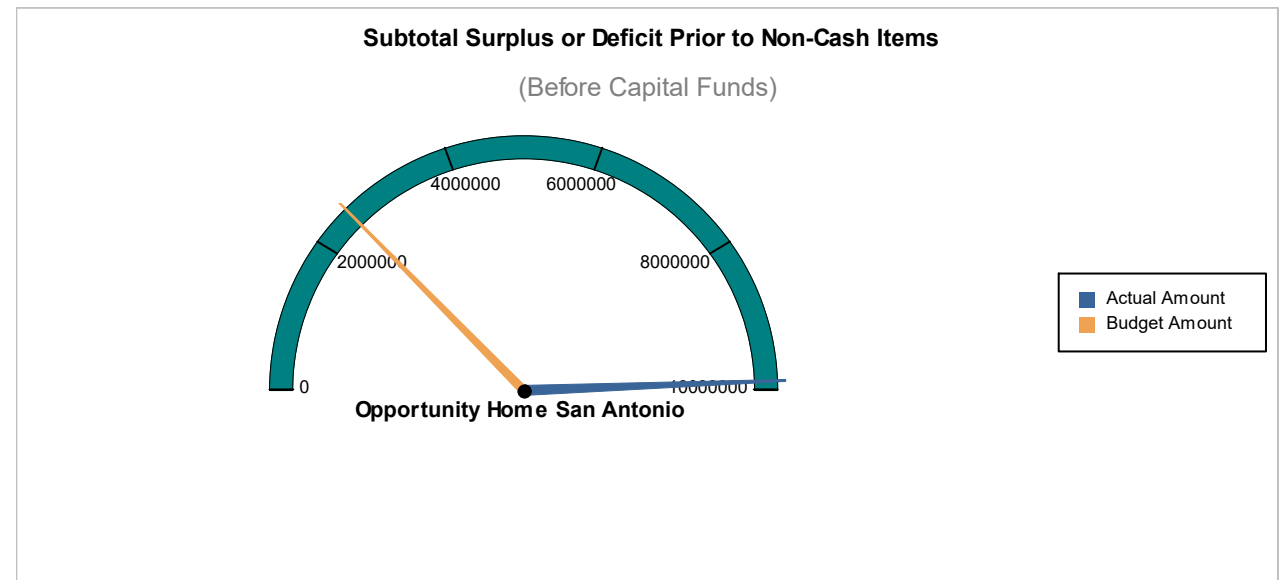 Subtotal Surplus or Deficit Prior to Non-Cash Items
(Before Capital Funds)
4000000
6000000
2000000
8000000
0
10000000
Opportunity Home San Antonio
Actual Amount
Budget Amount